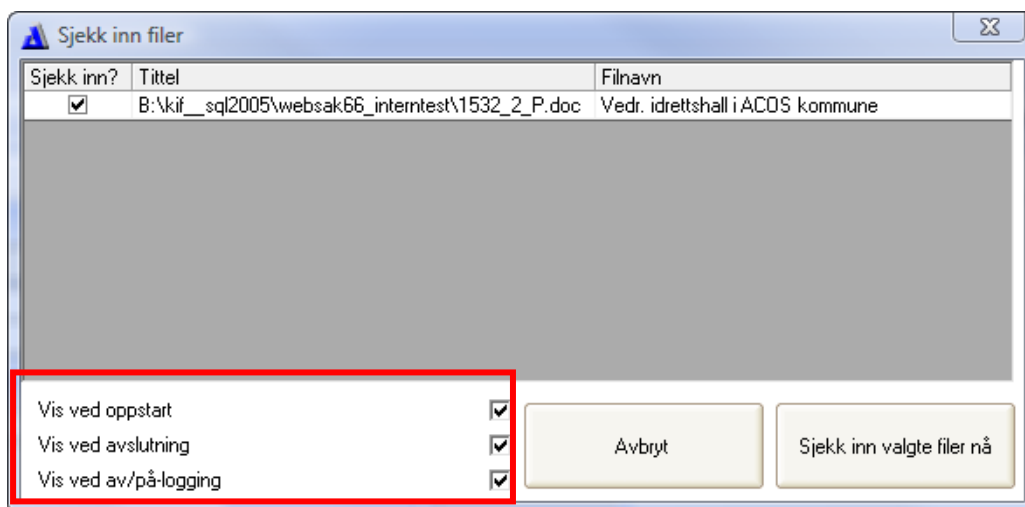 Sjekk inn filer
Sjekk inn? Tittel Filnavn
B:\kif__sql2005\websak66_interntest\1532_2_P.doc Vedr. idrettshall i ACOS kommune
Vis ved oppstart
Vis ved avslutning
Vis ved av/på-logging
Avbryt
Sjekk inn valgte filer nå